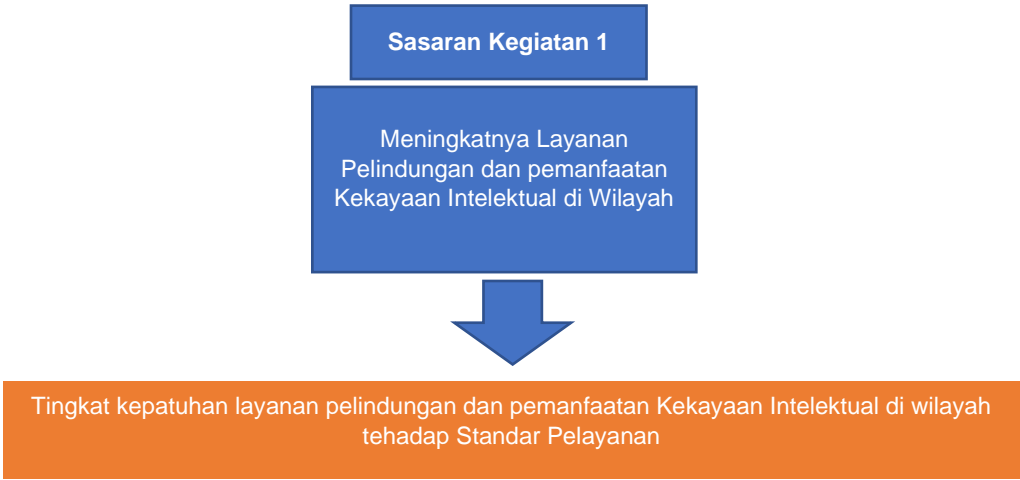 Sasaran Kegiatan 1
Meningkatnya Layanan
Pelindungan dan pemanfaatan
Kekayaan Intelektual di Wilayah
Tingkat kepatuhan layanan pelindungan dan pemanfaatan Kekayaan Intelektual di wilayah
tehadap Standar Pelayanan